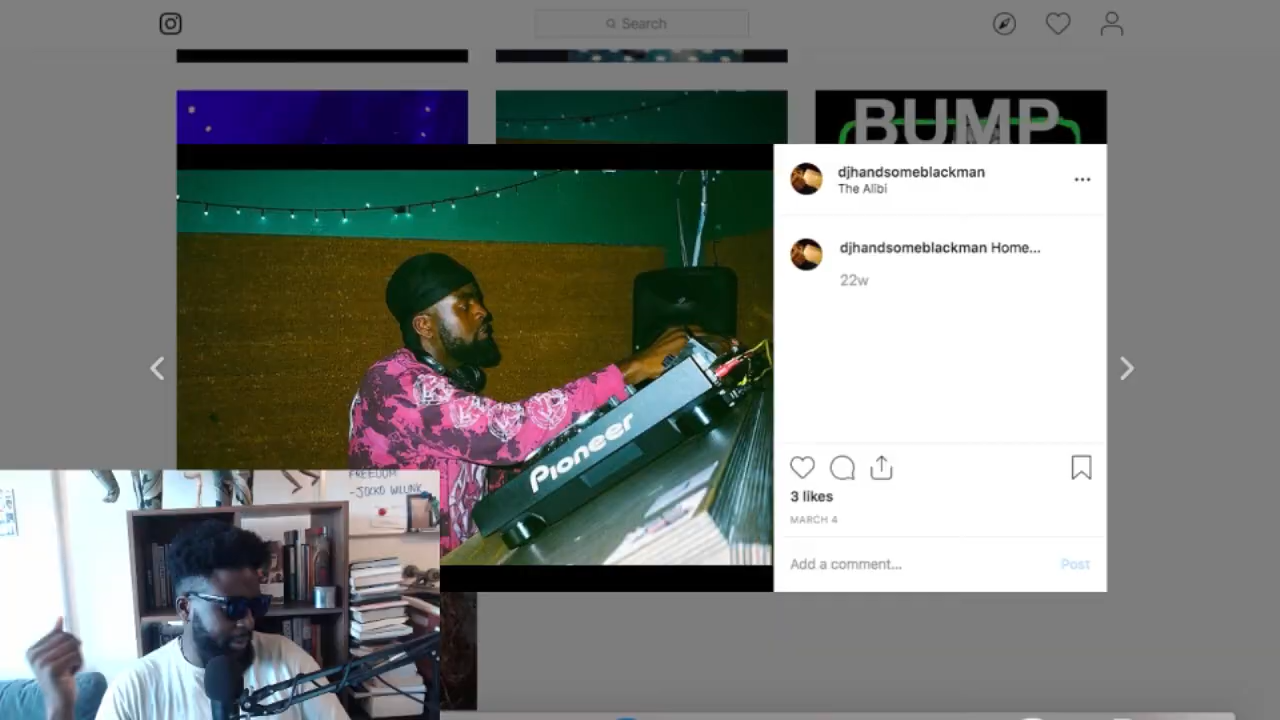 Search
BUMP
djhandsomeblackman
The Alibi
djhandsomeblackman Home...
22w
Pioneer
FREEDOM
-JOCKO WILLINK
3 likes
MARCH 4
Add a comment...
Post